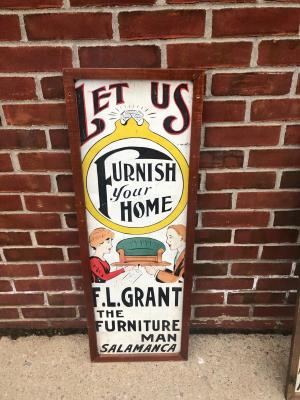 LET US
FURNISH
your
HOME
F.L.GRANT
THE
FURNITURE
MAN
SALAMANCA